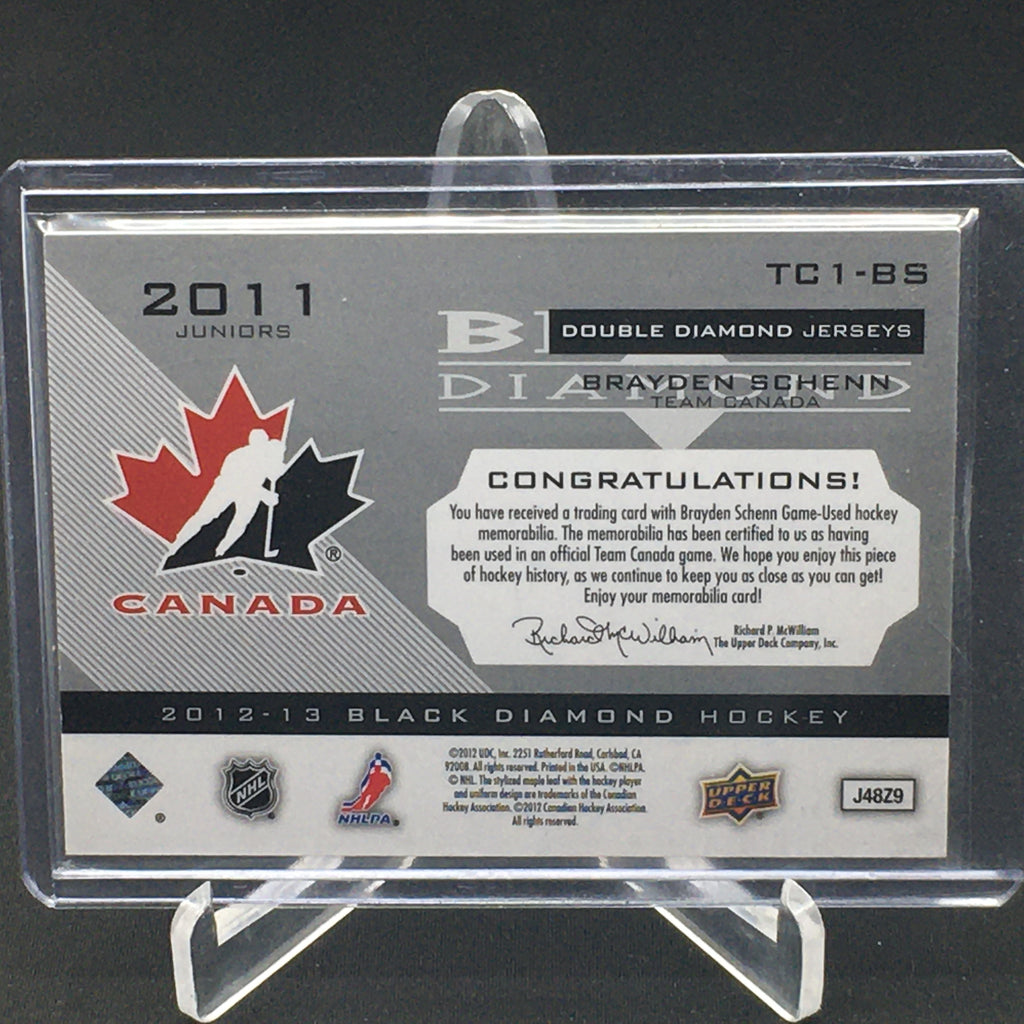 2011
JUNIORS
TC1-BS
DOUBLE DIAMOND JERSEYS
DIAMOND
BRAYDEN SCHENN
TEAM CANADA
CONGRATULATIONS!
You have received a trading card with Brayden Schenn Game-Used hockey
memorabilia. The memorabilia has been certified to us as having
been used in an official Team Canada game. We hope you enjoy this piece
of hockey history, as we continue to keep you as close as you can get!
Enjoy your memorabilia card!
Richard McWilliam
Richard P. McWilliam
The Upper Deck Company, Inc.
®
CANADA
2012-13 BLACK DIAMOND HOCKEY
®
NHL
NHLPA®
©2012 UDC, Inc. 2251 Rutherford Road, Carlsbad, CA
92008. All rights reserved. Printed in the USA. ©NHLPA.
© NHL. The stylized maple leaf with the hockey player
and uniform design are trademarks of the Canadian
Hockey Association. ©2012 Canadian Hockey Association.
All rights reserved.
UPPER
DECK
J48Z9